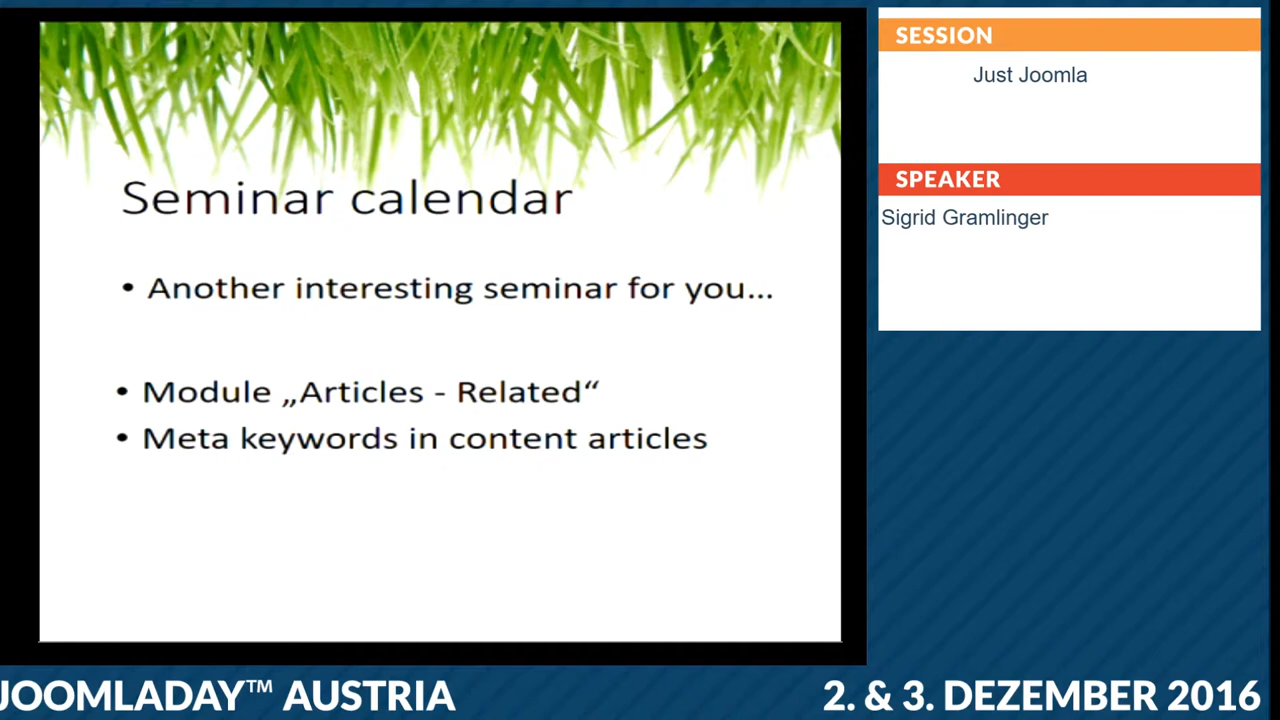 Seminar calendar
• Another interesting seminar for you...
• Module „Articles - Related“
• Meta keywords in content articles
SESSION
Just Joomla
SPEAKER
Sigrid Gramlinger
JOOMLADAY™ AUSTRIA
2. & 3. DEZEMBER 2016